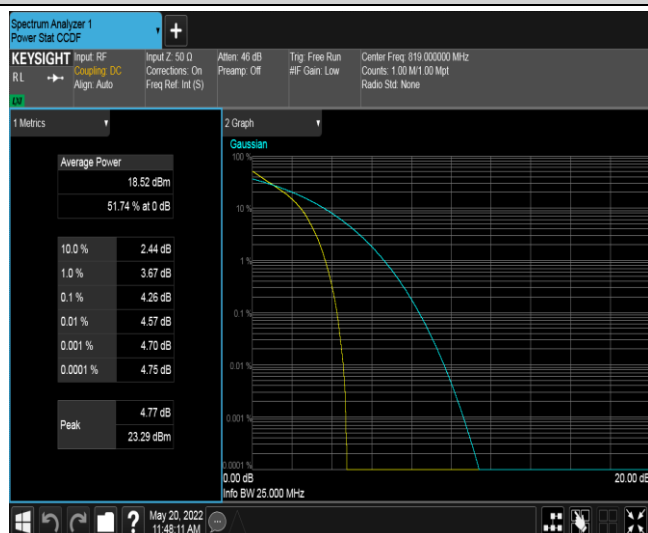 Spectrum Analyzer 1
Power Stat CCDF
+
KEYSIGHT
RL
LXI
Input: RF
Coupling: DC
Align: Auto
Input Z: 50 Ω
Corrections: On
Freq Ref: Int (S)
Atten: 46 dB
Preamp: Off
Trig: Free Run
#IF Gain: Low
Center Freq: 819.000000 MHz
Counts: 1.00 M/1.00 Mpt
Radio Std: None
1 Metrics
Average Power
18.52 dBm
51.74 % at 0 dB
10.0 % 2.44 dB
1.0 % 3.67 dB
0.1 % 4.26 dB
0.01 % 4.57 dB
0.001 % 4.70 dB
0.0001 % 4.75 dB
Peak
4.77 dB
23.29 dBm
2 Graph
Gaussian
100 %
10 %
1 %
0.1 %
0.01 %
0.001 %
0.0001 %
0.00 dB 20.00 dB
Info BW 25.000 MHz
?
May 20, 2022
11:48:11 AM